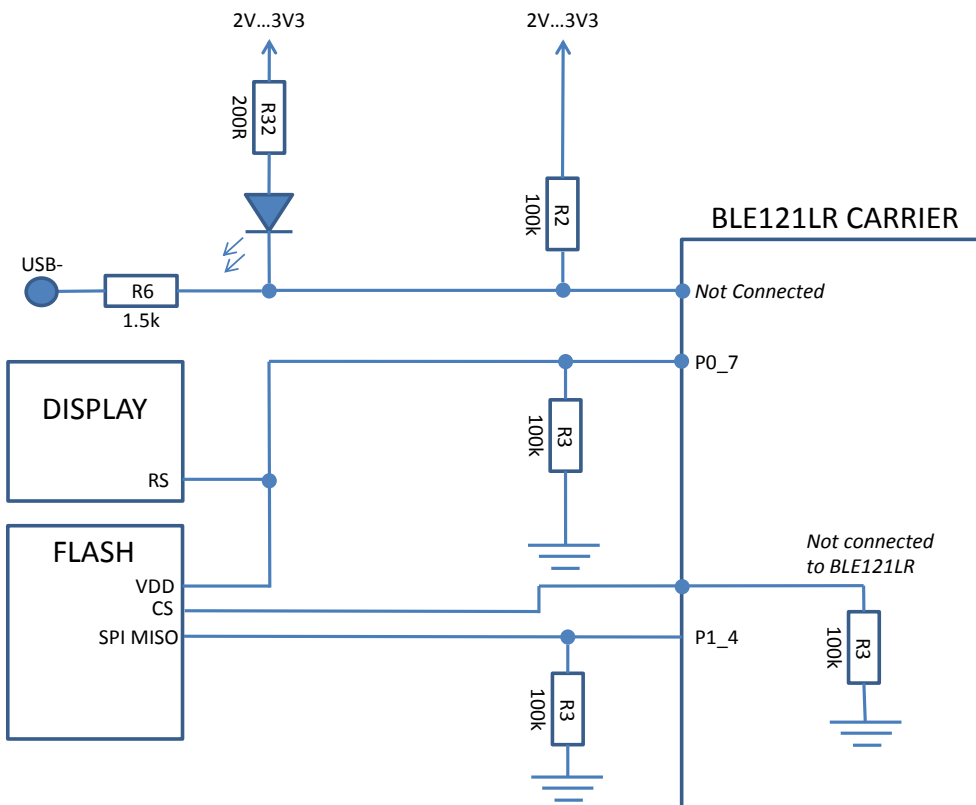 2V...3V3
2V...3V3
R32
200R
R2
100k
BLE121LR CARRIER
USB-
R6
1.5k
Not Connected
P0_7
DISPLAY
RS
R3
100k
FLASH
VDD
CS
SPI MISO
Not connected
to BLE121LR
P1_4
R3
100k
R3
100k